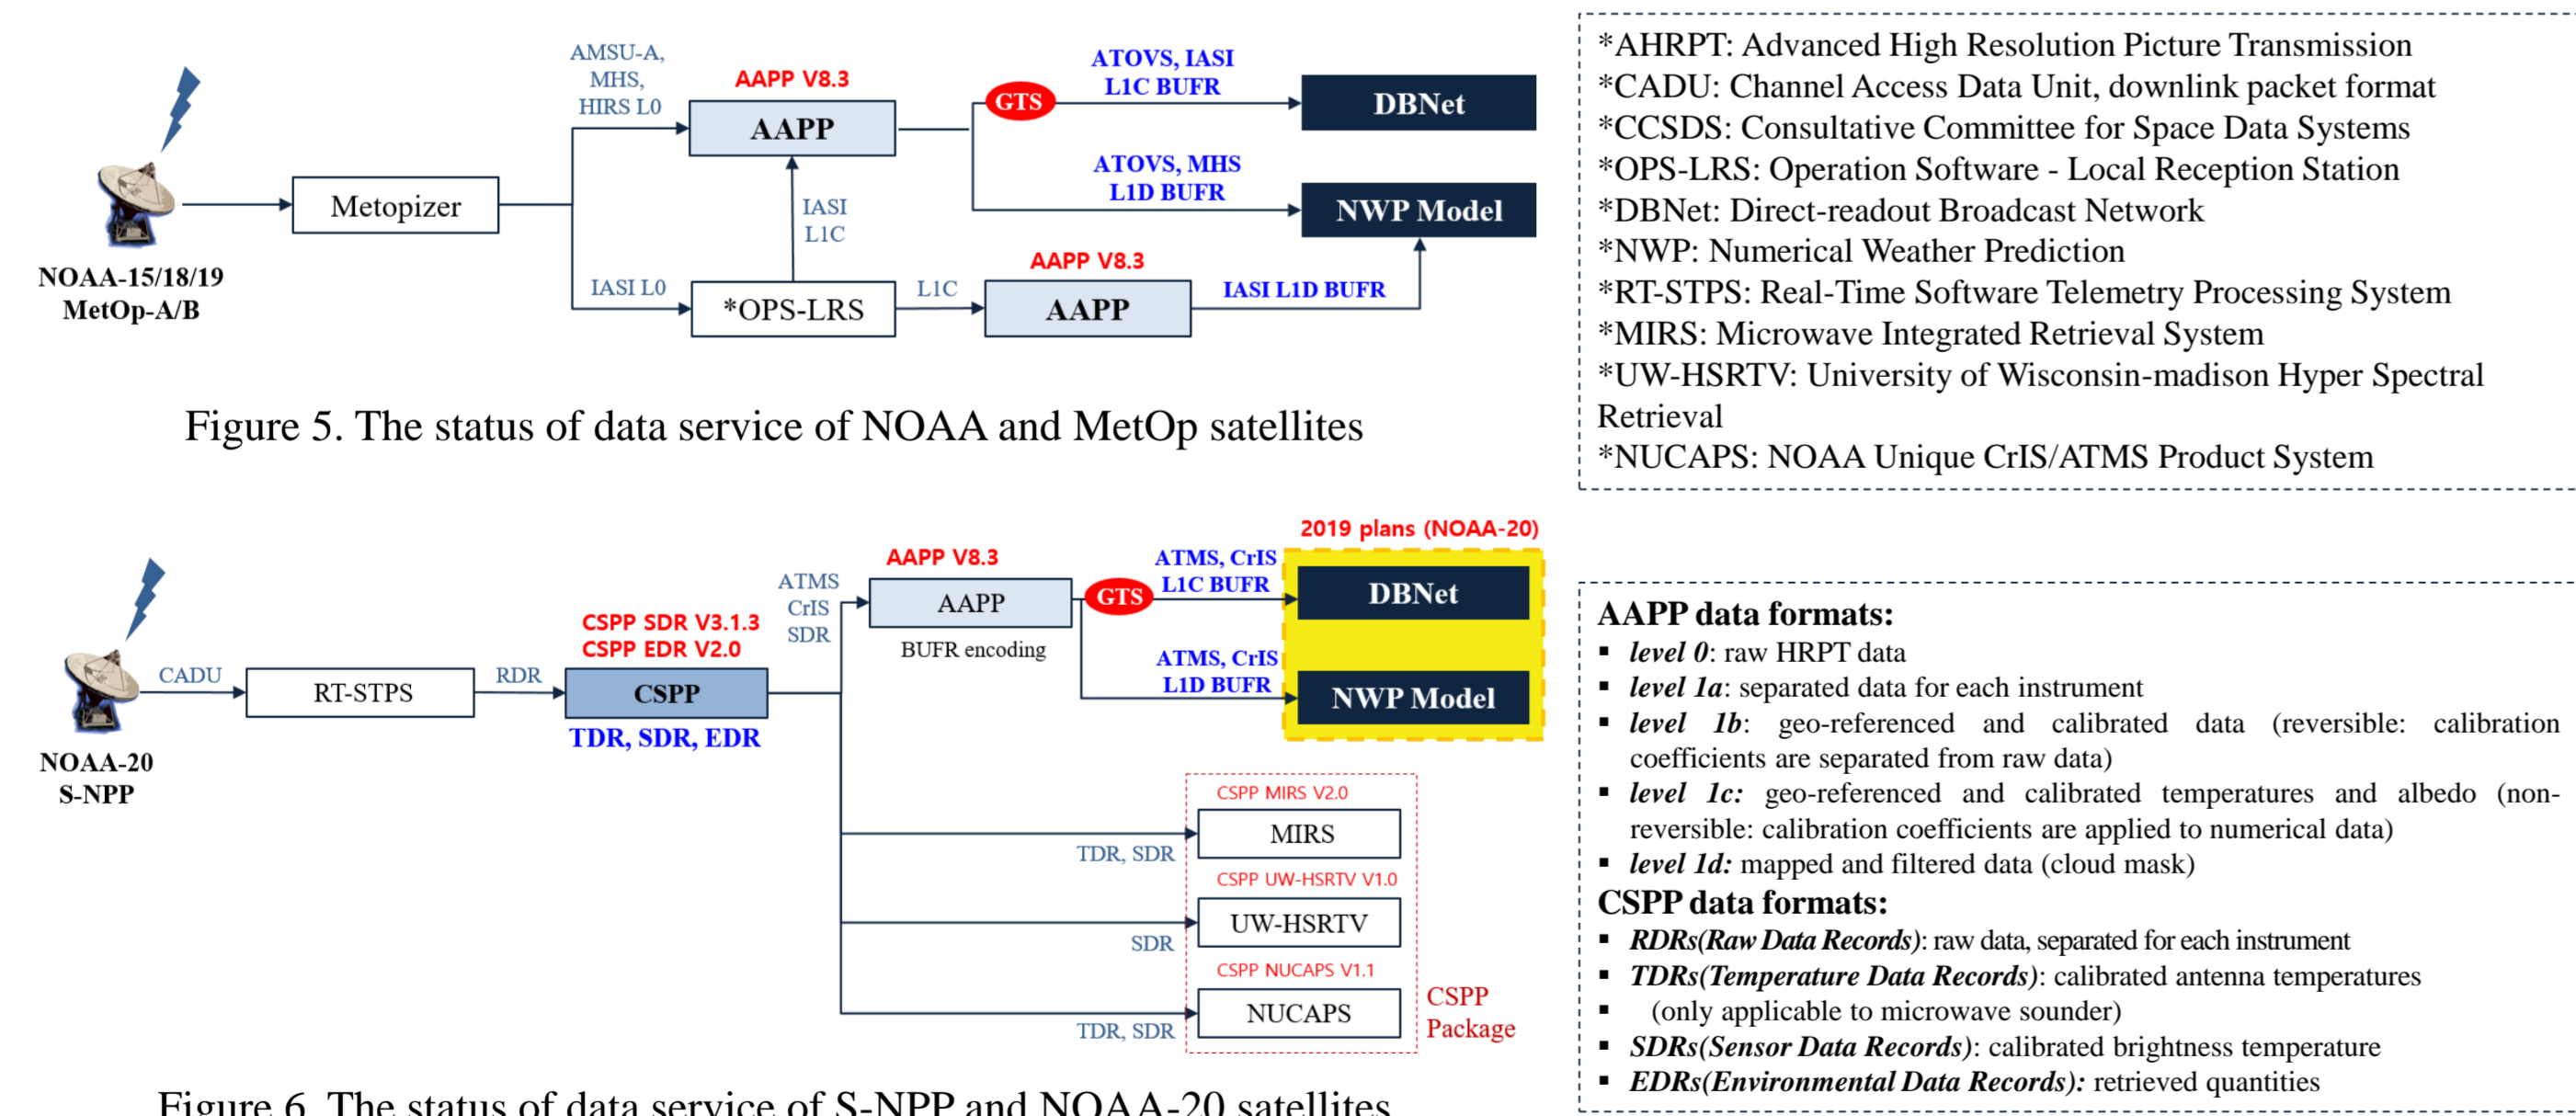 AMSU-A,
MHS,
HIRS L0
AAPP V8.3
AAPP
ATOVS, IASI
L1C BUFR
GTS
DBNet
ATOVS, MHS
L1D BUFR
NWP Model
Metopizer
IASI
L1C
NOAA-15/18/19
MetOp-A/B
IASI L0
*OPS-LRS
L1C
AAPP V8.3
AAPP
IASI L1D BUFR
Figure 5. The status of data service of NOAA and MetOp satellites
*AHRPT: Advanced High Resolution Picture Transmission
*CADU: Channel Access Data Unit, downlink packet format
*CCSDS: Consultative Committee for Space Data Systems
*OPS-LRS: Operation Software - Local Reception Station
*DBNet: Direct-readout Broadcast Network
*NWP: Numerical Weather Prediction
*RT-STPS: Real-Time Software Telemetry Processing System
*MIRS: Microwave Integrated Retrieval System
*UW-HSRTV: University of Wisconsin-madison Hyper Spectral
Retrieval
*NUCAPS: NOAA Unique CrIS/ATMS Product System
2019 plans (NOAA-20)
AAPP V8.3
AAPP
BUFR encoding
ATMS
CrIS
SDR
GTS
ATMS, CrIS
L1C BUFR
DBNet
ATMS, CrIS
L1D BUFR
NWP Model
CSPP SDR V3.1.3
CSPP EDR V2.0
CADU
RT-STPS
RDR
CSPP
TDR, SDR, EDR
NOAA-20
S-NPP
CSPP MIRS V2.0
MIRS
TDR, SDR
CSPP UW-HSRTV V1.0
UW-HSRTV
SDR
CSPP NUCAPS V1.1
NUCAPS
TDR, SDR
CSPP
Package
Figure 6. The status of data service of S-NPP and NOAA-20 satellites
AAPP data formats:
▪ level 0: raw HRPT data
▪ level 1a: separated data for each instrument
▪ level 1b: geo-referenced and calibrated data (reversible: calibration
coefficients are separated from raw data)
▪ level 1c: geo-referenced and calibrated temperatures and albedo (non-
reversible: calibration coefficients are applied to numerical data)
▪ level 1d: mapped and filtered data (cloud mask)
CSPP data formats:
▪ RDRs(Raw Data Records): raw data, separated for each instrument
▪ TDRs(Temperature Data Records): calibrated antenna temperatures
▪ (only applicable to microwave sounder)
▪ SDRs(Sensor Data Records): calibrated brightness temperature
▪ EDRs(Environmental Data Records): retrieved quantities